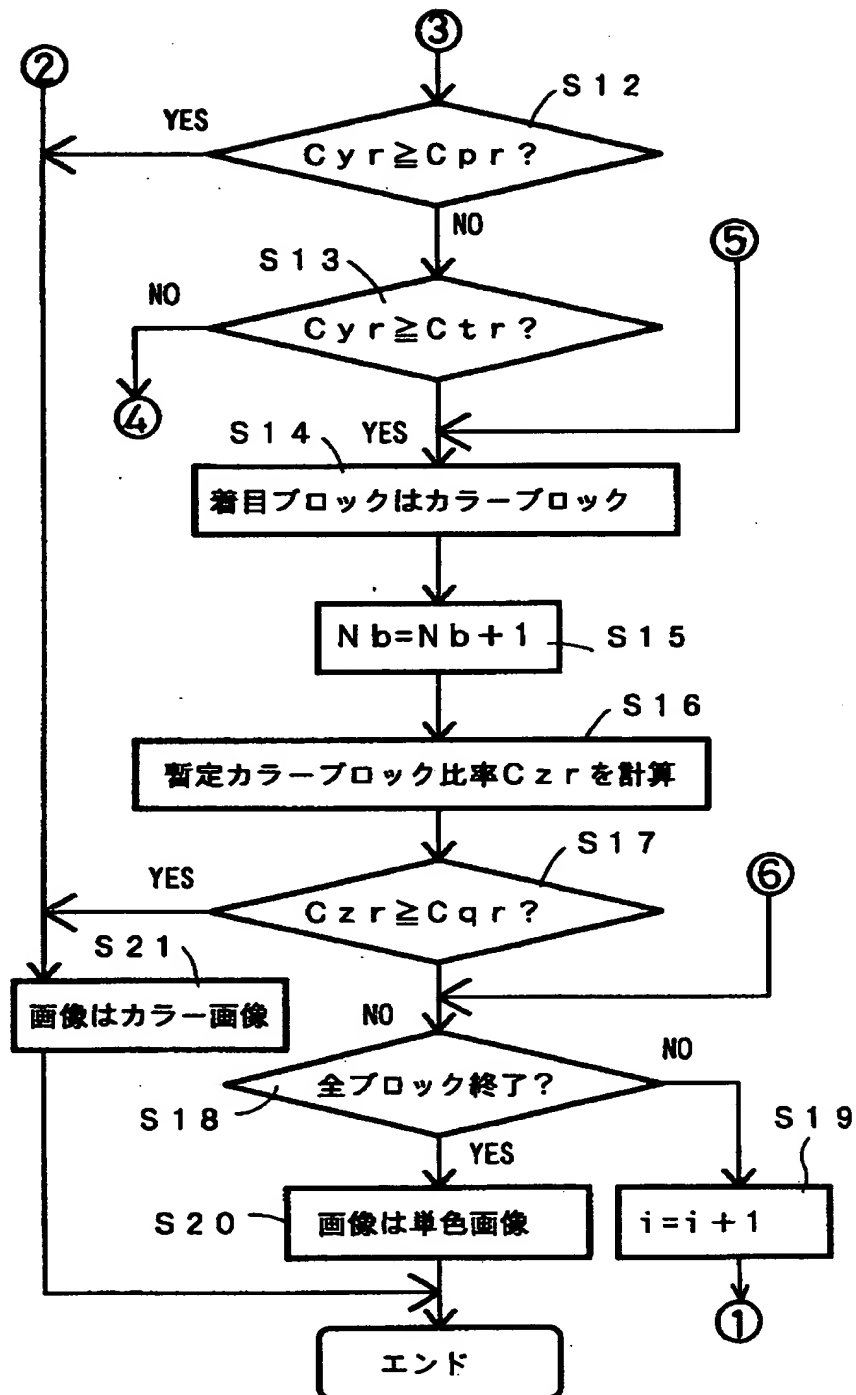 ③
②
S12
YES
Cyr≧Cpr?
NO
⑤
S13
NO
Cyr≧Ctr?
④
YES
S14
着目ブロックはカラーブロック
Nb=Nb+1
S15
S16
暫定カラーブロック比率Czrを計算
S17
YES
⑥
Czr≧Cqr?
S21
画像はカラー画像
NO
NO
全ブロック終了?
S18
S19
YES
S20
画像は単色画像
i=i+1
①
エンド